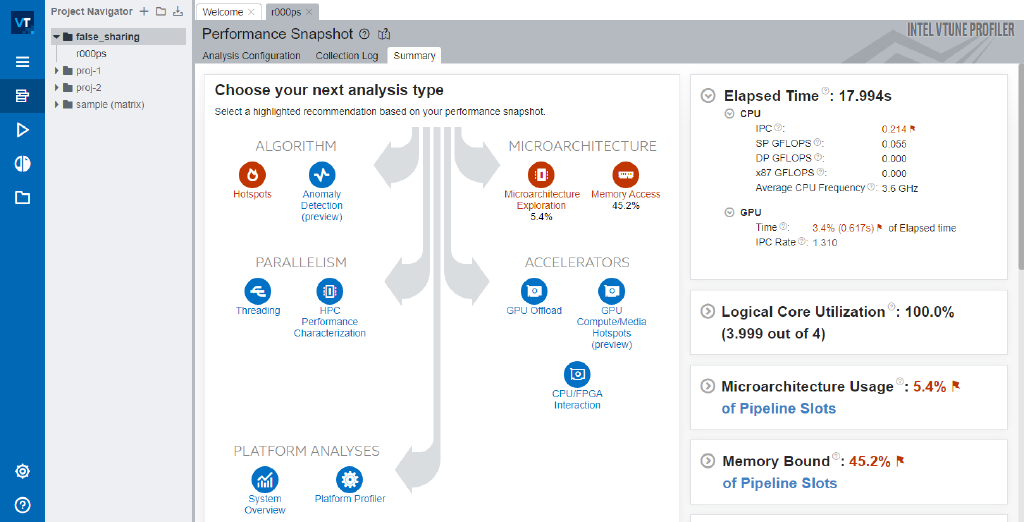 VT
Project Navigator
false_sharing
r000ps
proj-1
proj-2
sample (matrix)
Welcome
r000ps
Performance Snapshot
INTEL VTUNE PROFILER
Analysis Configuration
Collection Log
Summary
Choose your next analysis type
Select a highlighted recommendation based on your performance snapshot.
ALGORITHM
Hotspots
Anomaly
Detection
(preview)
MICROARCHITECTURE
Microarchitecture
Exploration
5.4%
Memory Access
45.2%
PARALLELISM
Threading
HPC
Performance
Characterization
ACCELERATORS
GPU Offload
GPU
Compute/Media
Hotspots
(preview)
CPU/FPGA
Interaction
PLATFORM ANALYSES
System
Overview
Platform Profiler
Elapsed Time : 17.994s
CPU
IPC : 0.214
SP GFLOPS : 0.055
DP GFLOPS : 0.000
x87 GFLOPS : 0.000
Average CPU Frequency : 3.6 GHz
GPU
Time : 3.4% (0.617s) of Elapsed time
IPC Rate : 1.310
Logical Core Utilization : 100.0%
(3.999 out of 4)
Microarchitecture Usage : 5.4%
of Pipeline Slots
Memory Bound : 45.2%
of Pipeline Slots